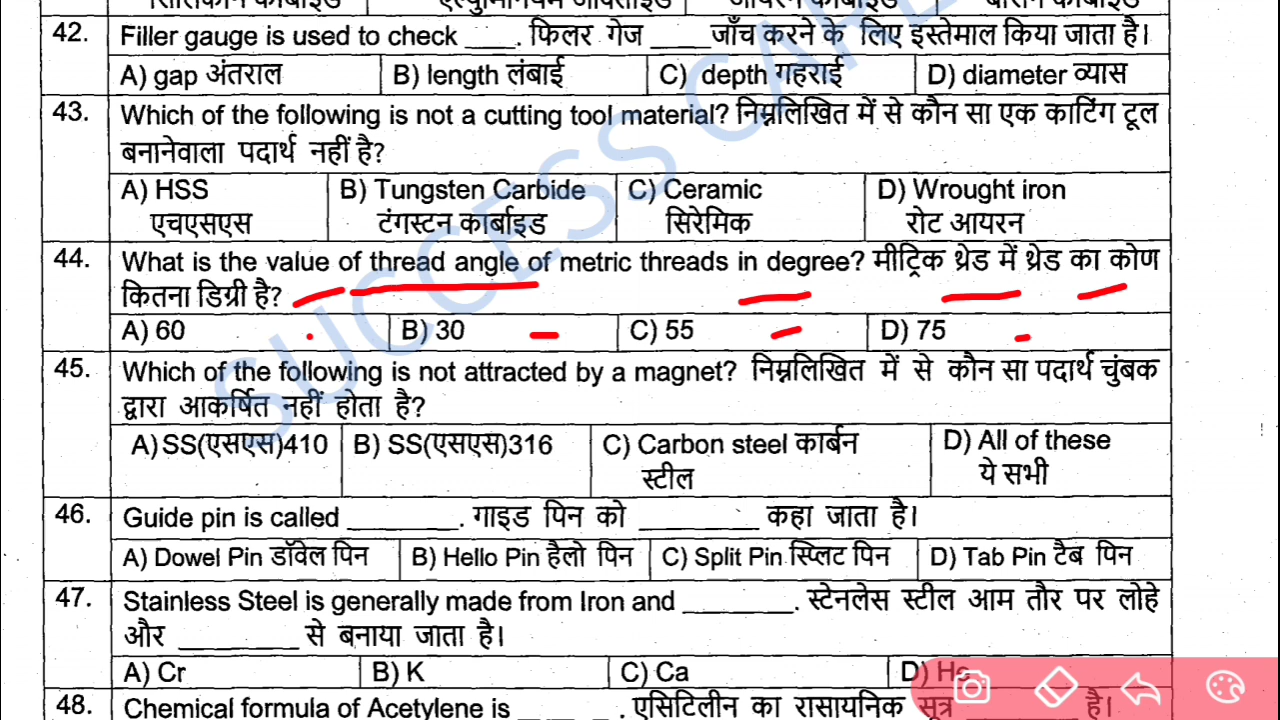 42. Filler gauge is used to check ____. फिलर गेज ____जाँच करने के लिए इस्तेमाल किया जाता है।
A) gap अंतराल B) length लंबाई C) depth गहराई D) diameter व्यास
43. Which of the following is not a cutting tool material? निम्नलिखित में से कौन सा एक काटिंग टूल
बनानेवाला पदार्थ नहीं है?
A) HSS B) Tungsten Carbide C) Ceramic D) Wrought iron
एचएसएस टंगस्टन कार्बाइड सिरेमिक रोट आयरन
44. What is the value of thread angle of metric threads in degree? मीट्रिक थ्रेड में थ्रेड का कोण
कितना डिग्री है?
A) 60 B) 30 C) 55 D) 75
45. Which of the following is not attracted by a magnet? निम्नलिखित में से कौन सा पदार्थ चुंबक
द्वारा आकर्षित नहीं होता है?
A) SS(एसएस)410 B) SS(एसएस)316 C) Carbon steel कार्बन D) All of these
स्टील ये सभी
46. Guide pin is called ________. गाइड पिन को ________ कहा जाता है।
A) Dowel Pin डॉवेल पिन B) Hello Pin हैलो पिन C) Split Pin स्प्लिट पिन D) Tab Pin टैब पिन
47. Stainless Steel is generally made from Iron and ________. स्टेनलेस स्टील आम तौर पर लोहे
और ________ से बनाया जाता है।
A) Cr B) K C) Ca D)
48. Chemical formula of Acetylene is ________. एसिटिलीन का रासायनिक सूत्र ________ है।
SUCCESS